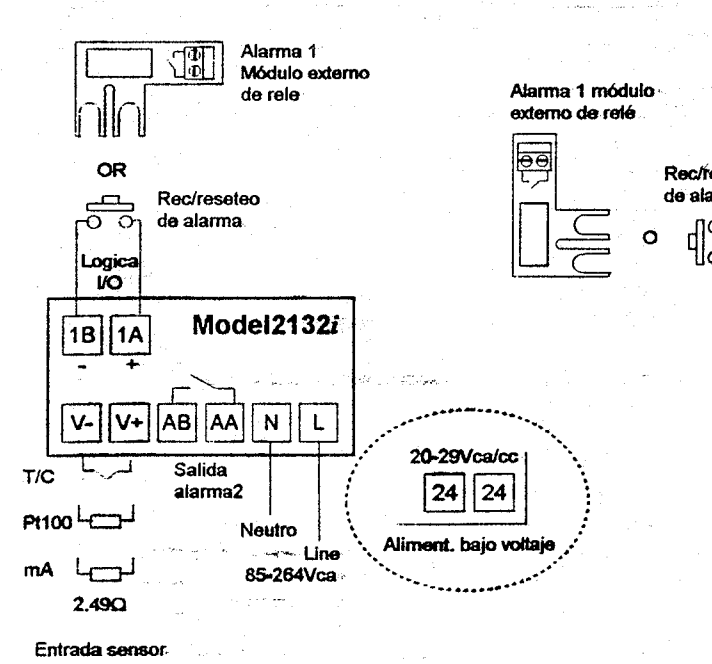 Alarma 1
Módulo externo
de rele
Alarma 1 módulo
externo de relé
OR
Rec/reseteo
de alarma
O
Logica
I/O
1B
1A
Model2132i
-
+
V-
V+
AB
AA
N
L
T/C
Salida
alarma2
20-29Vca/cc
24
24
Aliment. bajo voltaje
Pt100
Neutro
Line
85-264Vca
mA
2.49Ω
Entrada sensor